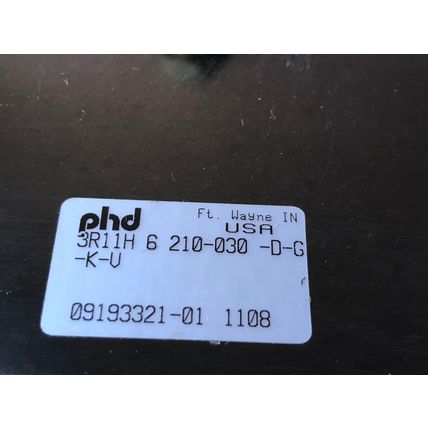 phd Ft. Wayne IN
USA
3R11H 6 210-030 -D-G
-K-V
09193321-01 1108